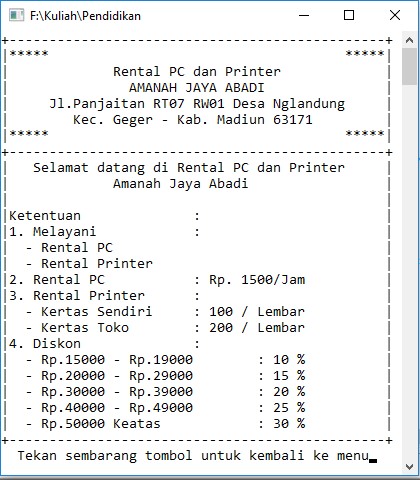 F:\Kuliah\Pendidikan
+-----------------------------------------------+
|***** *****|
Rental PC dan Printer
AMANAH JAYA ABADI
Jl.Panjaitan RT07 RW01 Desa Nglandung
Kec. Geger - Kab. Madiun 63171
|***** *****|
+-----------------------------------------------+
| Selamat datang di Rental PC dan Printer |
| Amanah Jaya Abadi |
| |
|Ketentuan : |
|1. Melayani : |
| - Rental PC |
| - Rental Printer |
|2. Rental PC : Rp. 1500/Jam |
|3. Rental Printer : |
| - Kertas Sendiri : 100 / Lembar |
| - Kertas Toko : 200 / Lembar |
|4. Diskon : |
| - Rp.15000 - Rp.19000 : 10 % |
| - Rp.20000 - Rp.29000 : 15 % |
| - Rp.30000 - Rp.39000 : 20 % |
| - Rp.40000 - Rp.49000 : 25 % |
| - Rp.50000 Keatas : 30 % |
+-----------------------------------------------+
Tekan sembarang tombol untuk kembali ke menu